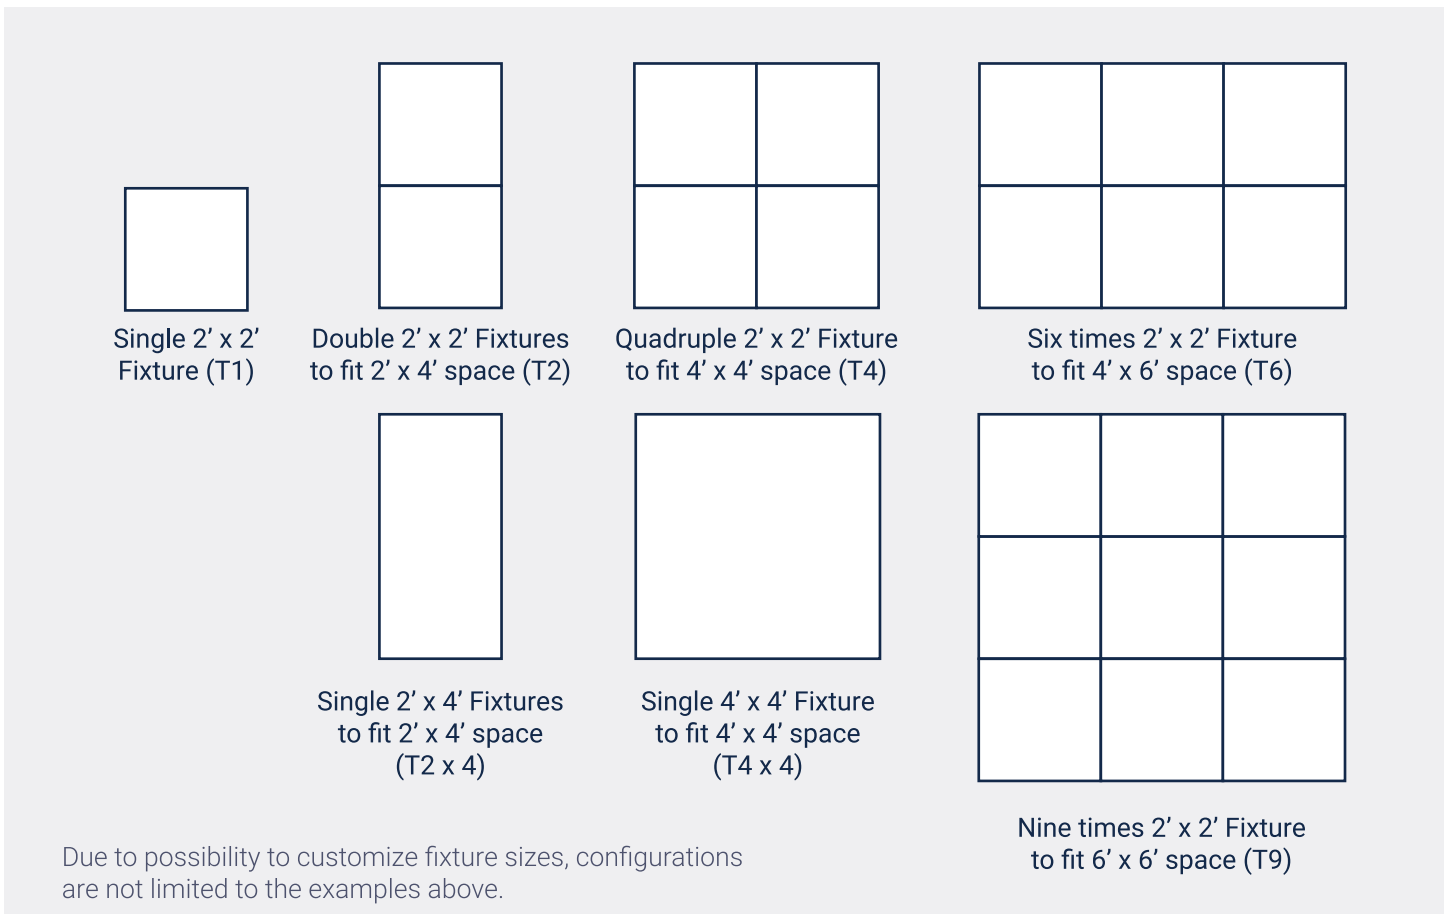 Single 2’ x 2’
Fixture (T1)
Double 2’ x 2’ Fixtures
to fit 2’ x 4’ space (T2)
Quadruple 2’ x 2’ Fixture
to fit 4’ x 4’ space (T4)
Six times 2’ x 2’ Fixture
to fit 4’ x 6’ space (T6)
Single 2’ x 4’ Fixtures
to fit 2’ x 4’ space
(T2 x 4)
Single 4’ x 4’ Fixture
to fit 4’ x 4’ space
(T4 x 4)
Nine times 2’ x 2’ Fixture
to fit 6’ x 6’ space (T9)
Due to possibility to customize fixture sizes, configurations
are not limited to the examples above.